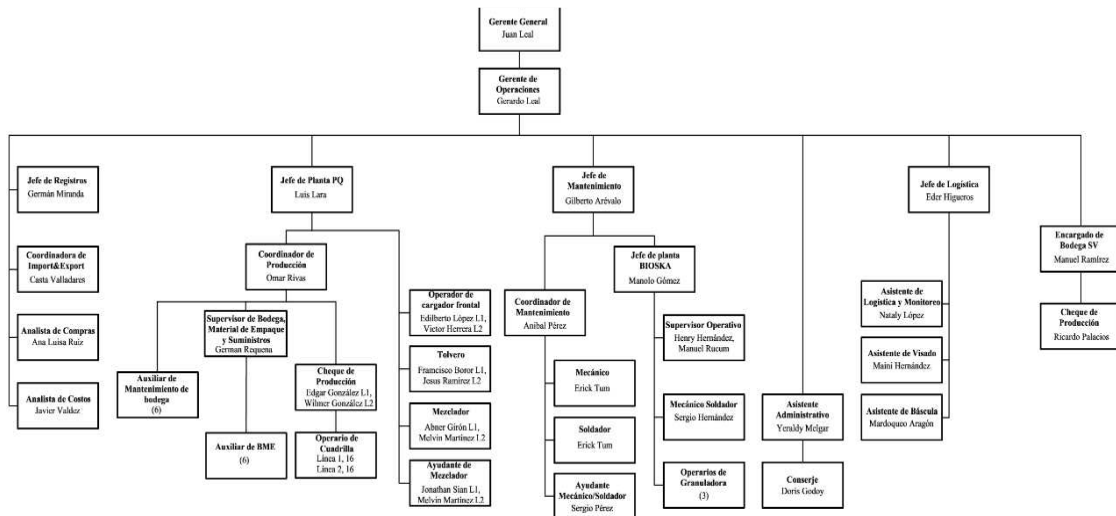 Gerente General
Juan Leal
Gerente de
Operaciones
Gerardo Leal
Jefe de Registros
Germán Miranda
Coordinadora de
Import&Export
Casta Valladares
Analista de Compras
Ana Luisa Ruiz
Analista de Costos
Javier Valdez
Jefe de Planta PQ
Luis Lara
Coordinador de
Producción
Omar Rivas
Auxiliar de
Mantenimiento de
bodega
(6)
Supervisor de Bodega,
Material de Empaque
y Suministros
German Requena
Auxiliar de BME
(6)
Cheque de
Producción
Edgar González L1,
Wilmer González L2
Operario de
Cuadrilla
Línea 1, 16
Línea 2, 16
Operador de
cargador frontal
Edilberto López L1,
Victor Herrera L2
Tolvero
Francisco Boror L1,
Jesus Ramirez L2
Mezclador
Abner Girón L1,
Melvin Martínez L2
Ayudante de
Mezclador
Jonathan Sian L1,
Melvin Martínez L2
Jefe de
Mantenimiento
Gilberto Arévalo
Coordinador de
Mantenimiento
Anibal Pérez
Mecánico
Erick Tum
Soldador
Erick Tum
Ayudante
Mecánico/Soldador
Sergio Pérez
Jefe de planta
BIOSKA
Manolo Gómez
Supervisor Operativo
Henry Hernández,
Manuel Rucum
Mecánico Soldador
Sergio Hernández
Operarios de
Granuladora
(3)
Asistente
Administrativo
Yeraldy Melgar
Conserje
Doris Godoy
Jefe de Logística
Eder Higueros
Asistente de
Logistica y Monitoreo
Nataly López
Asistente de Visado
Maini Hernández
Asistente de Báscula
Mardoqueo Aragón
Encargado de
Bodega SV
Manuel Ramírez
Cheque de
Producción
Ricardo Palacios